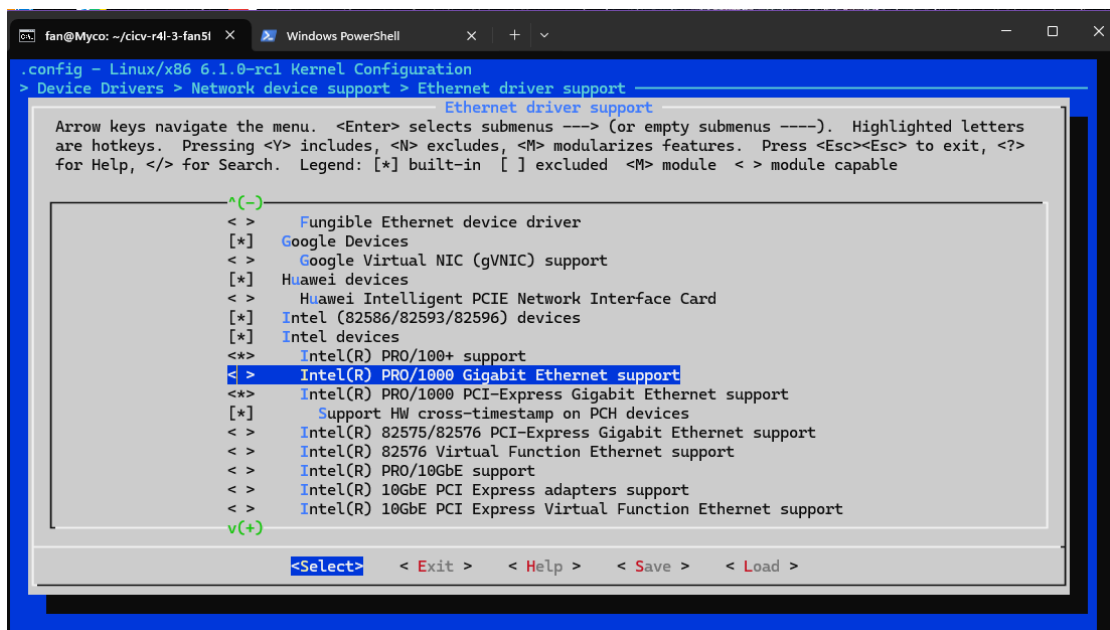 fan@Myco: ~/cicv-r4l-3-fan5l
Windows PowerShell
.config - Linux/x86 6.1.0-rc1 Kernel Configuration
> Device Drivers > Network device support > Ethernet driver support
Ethernet driver support
Arrow keys navigate the menu. <Enter> selects submenus ---> (or empty submenus ----). Highlighted letters
are hotkeys. Pressing <Y> includes, <N> excludes, <M> modularizes features. Press <Esc><Esc> to exit, <?>
for Help, </> for Search. Legend: [*] built-in [ ] excluded <M> module < > module capable
^(-)
< > Fungible Ethernet device driver
[*] Google Devices
< > Google Virtual NIC (gVNIC) support
[*] Huawei devices
< > Huawei Intelligent PCIE Network Interface Card
[*] Intel (82586/82593/82596) devices
[*] Intel devices
<*> Intel(R) PRO/100+ support
< > Intel(R) PRO/1000 Gigabit Ethernet support
<*> Intel(R) PRO/1000 PCI-Express Gigabit Ethernet support
[*] Support HW cross-timestamp on PCH devices
< > Intel(R) 82575/82576 PCI-Express Gigabit Ethernet support
< > Intel(R) 82576 Virtual Function Ethernet support
< > Intel(R) PRO/10GbE support
< > Intel(R) 10GbE PCI Express adapters support
< > Intel(R) 10GbE PCI Express Virtual Function Ethernet support
v(+)
<Select> < Exit > < Help > < Save > < Load >